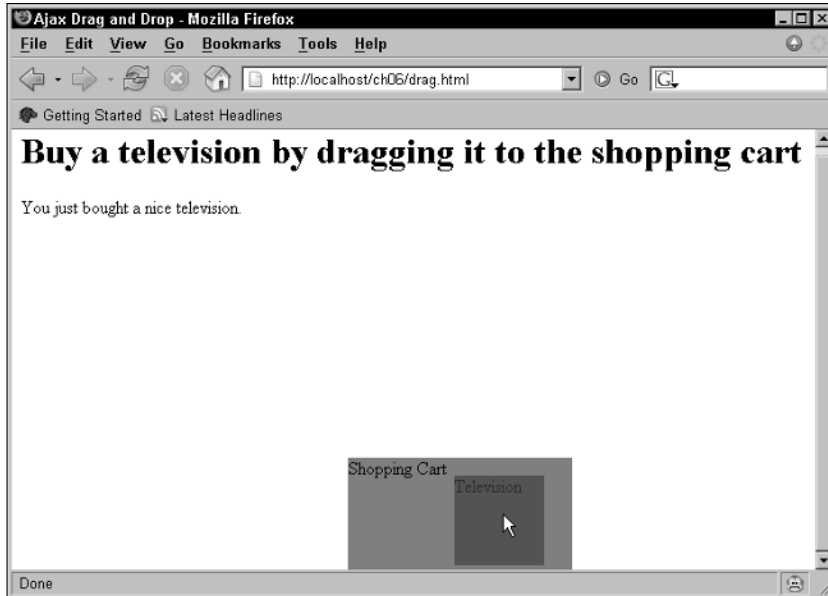 Ajax Drag and Drop - Mozilla Firefox
File Edit View Go Bookmarks Tools Help
http://localhost/ch06/drag.html Go G
Getting Started Latest Headlines
Buy a television by dragging it to the shopping cart
You just bought a nice television.
Shopping Cart
Television
Done